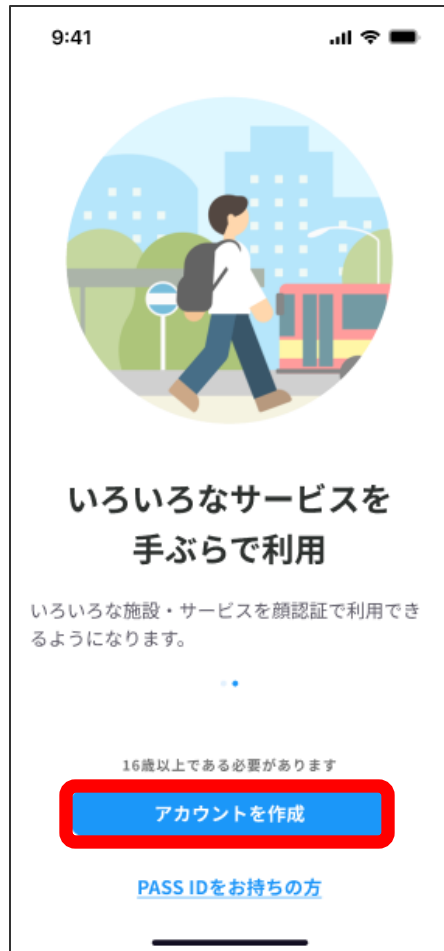 9:41
いろいろなサービスを
手ぶらで利用
いろいろな施設・サービスを顔認証で利用でき
るようになります。
16歳以上である必要があります
アカウントを作成
PASS IDをお持ちの方